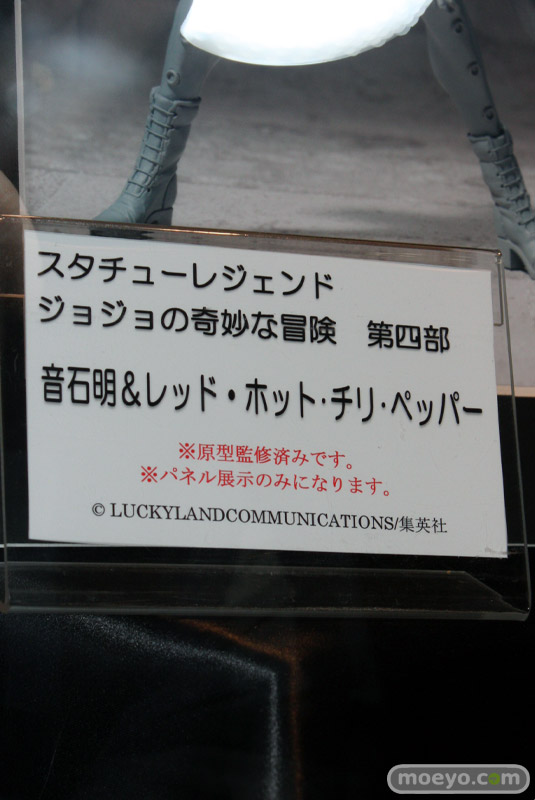 スタチューレジェンド
ジョジョの奇妙な冒険　第四部
音石明&レッド・ホット・チリ・ペッパー
※原型監修済みです。
※パネル展示のみになります。
© LUCKYLANDCOMMUNICATIONS/集英社
moeyo.com